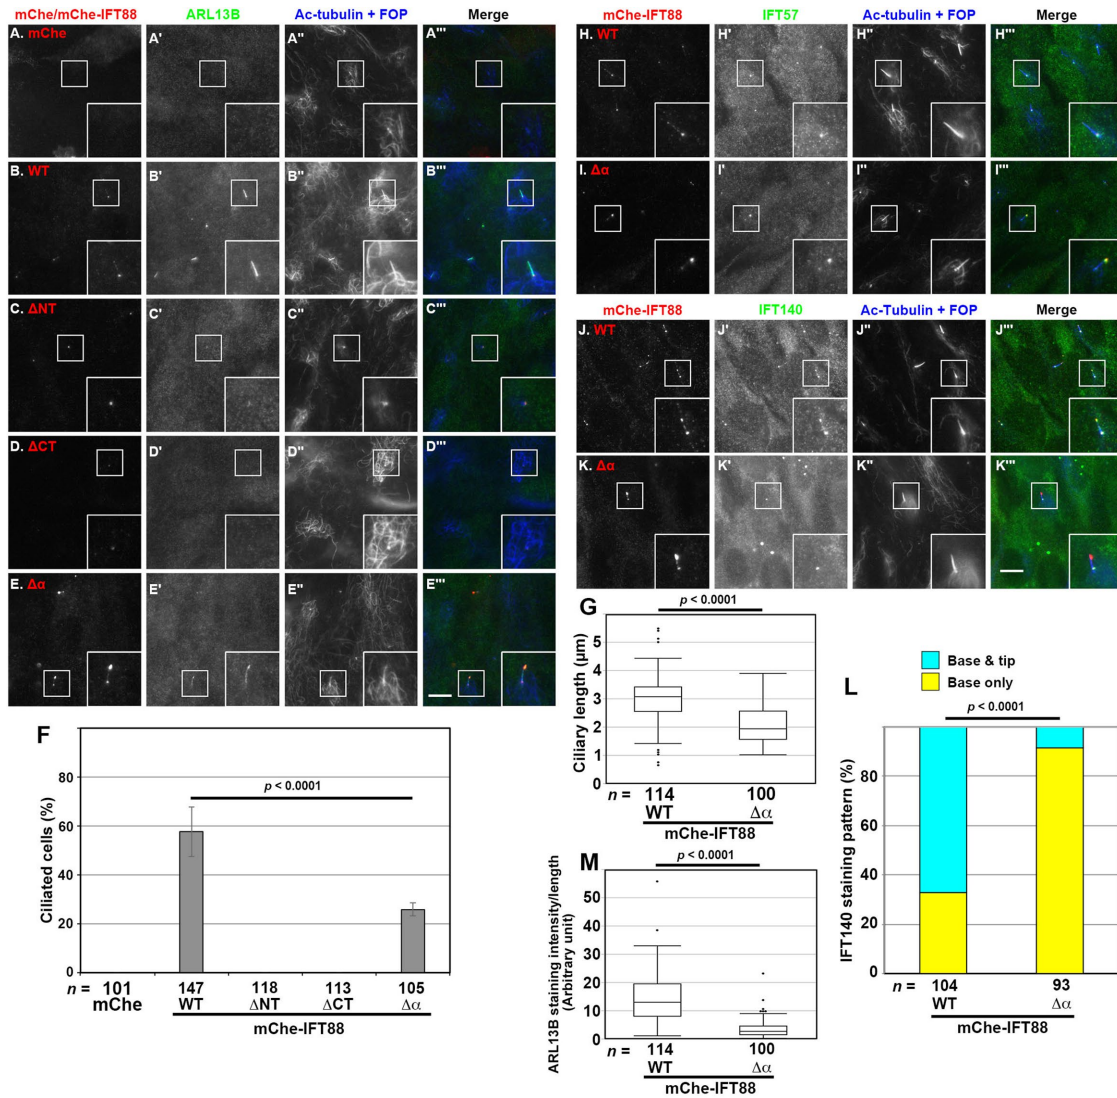 mChe/mChe-IFT88 ARL13B Ac-tubulin + FOP Merge
A. mChe A' A'' A'''
B. WT B' B'' B'''
C. ΔNT C' C'' C'''
D. ΔCT D' D'' D'''
E. Δα E' E'' E'''
mChe-IFT88 IFT57 Ac-tubulin + FOP Merge
H. WT H' H'' H'''
I. Δα I' I'' I'''
mChe-IFT88 IFT140 Ac-Tubulin + FOP Merge
J. WT J' J'' J'''
K. Δα K' K'' K'''
F
Ciliated cells (%)
80
60
40
20
0
p < 0.0001
n = 101 147 118 113 105
mChe WT ΔNT ΔCT Δα
mChe-IFT88
G
p < 0.0001
Ciliary length (µm)
6
5
4
3
2
1
0
n = 114 100
WT Δα
mChe-IFT88
M
p < 0.0001
ARL13B staining intensity/length
(Arbitrary unit)
50
40
30
20
10
0
n = 114 100
WT Δα
mChe-IFT88
Base & tip
Base only
L
p < 0.0001
IFT140 staining pattern (%)
80
60
40
20
0
n = 104 93
WT Δα
mChe-IFT88